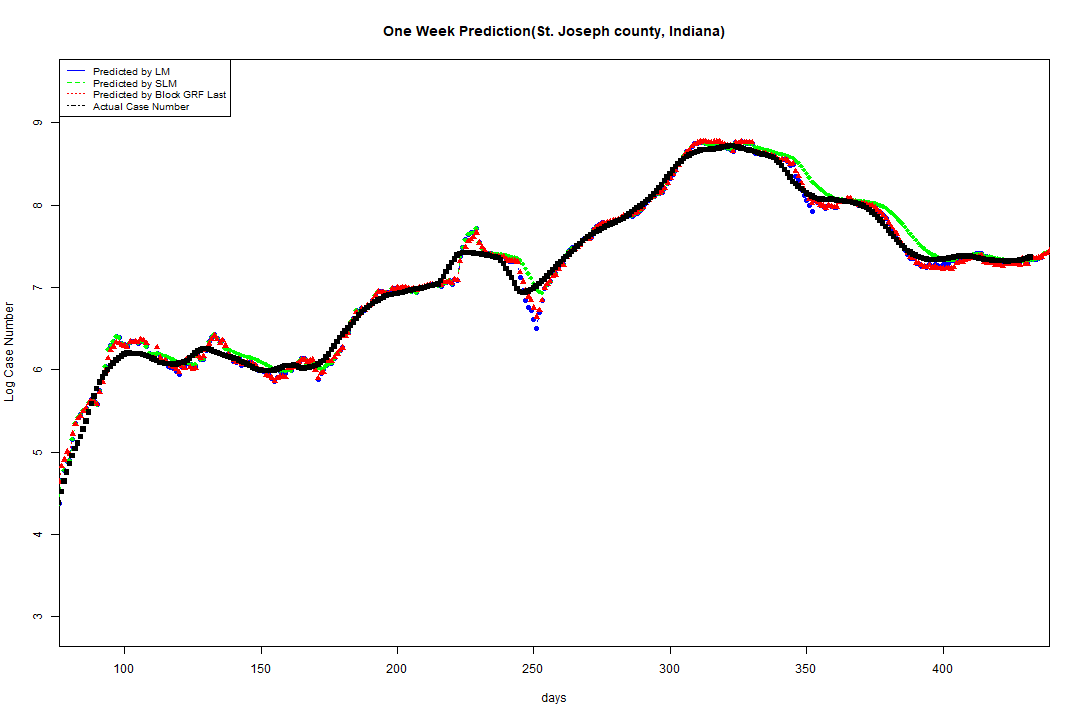 One Week Prediction(St. Joseph county, Indiana)
Predicted by LM
Predicted by SLM
Predicted by Block GRF Last
Actual Case Number
9
8
7
6
5
4
3
Log Case Number
100 150 200 250 300 350 400
days